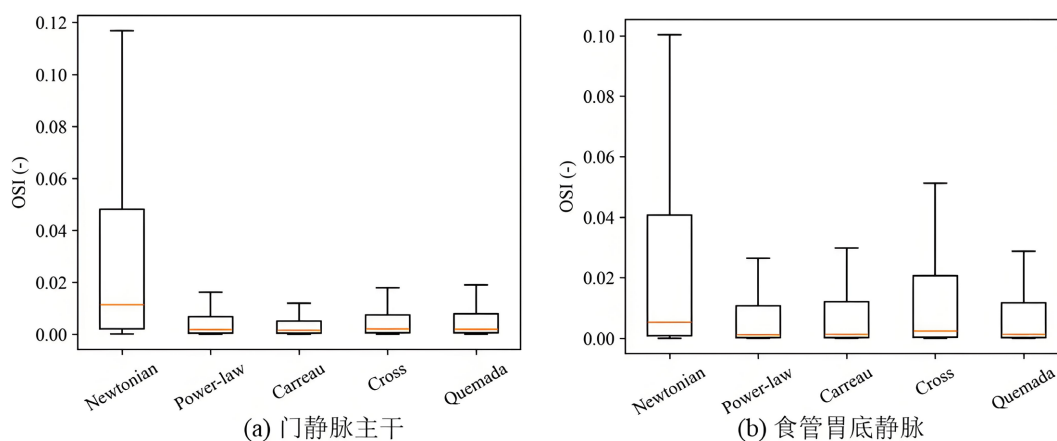 OSI (-)
0.12
0.10
0.08
0.06
0.04
0.02
0.00
Newtonian
Power-law
Carreau
Cross
Quemada
(a) 门静脉主干
OSI (-)
0.10
0.08
0.06
0.04
0.02
0.00
Newtonian
Power-law
Carreau
Cross
Quemada
(b) 食管胃底静脉